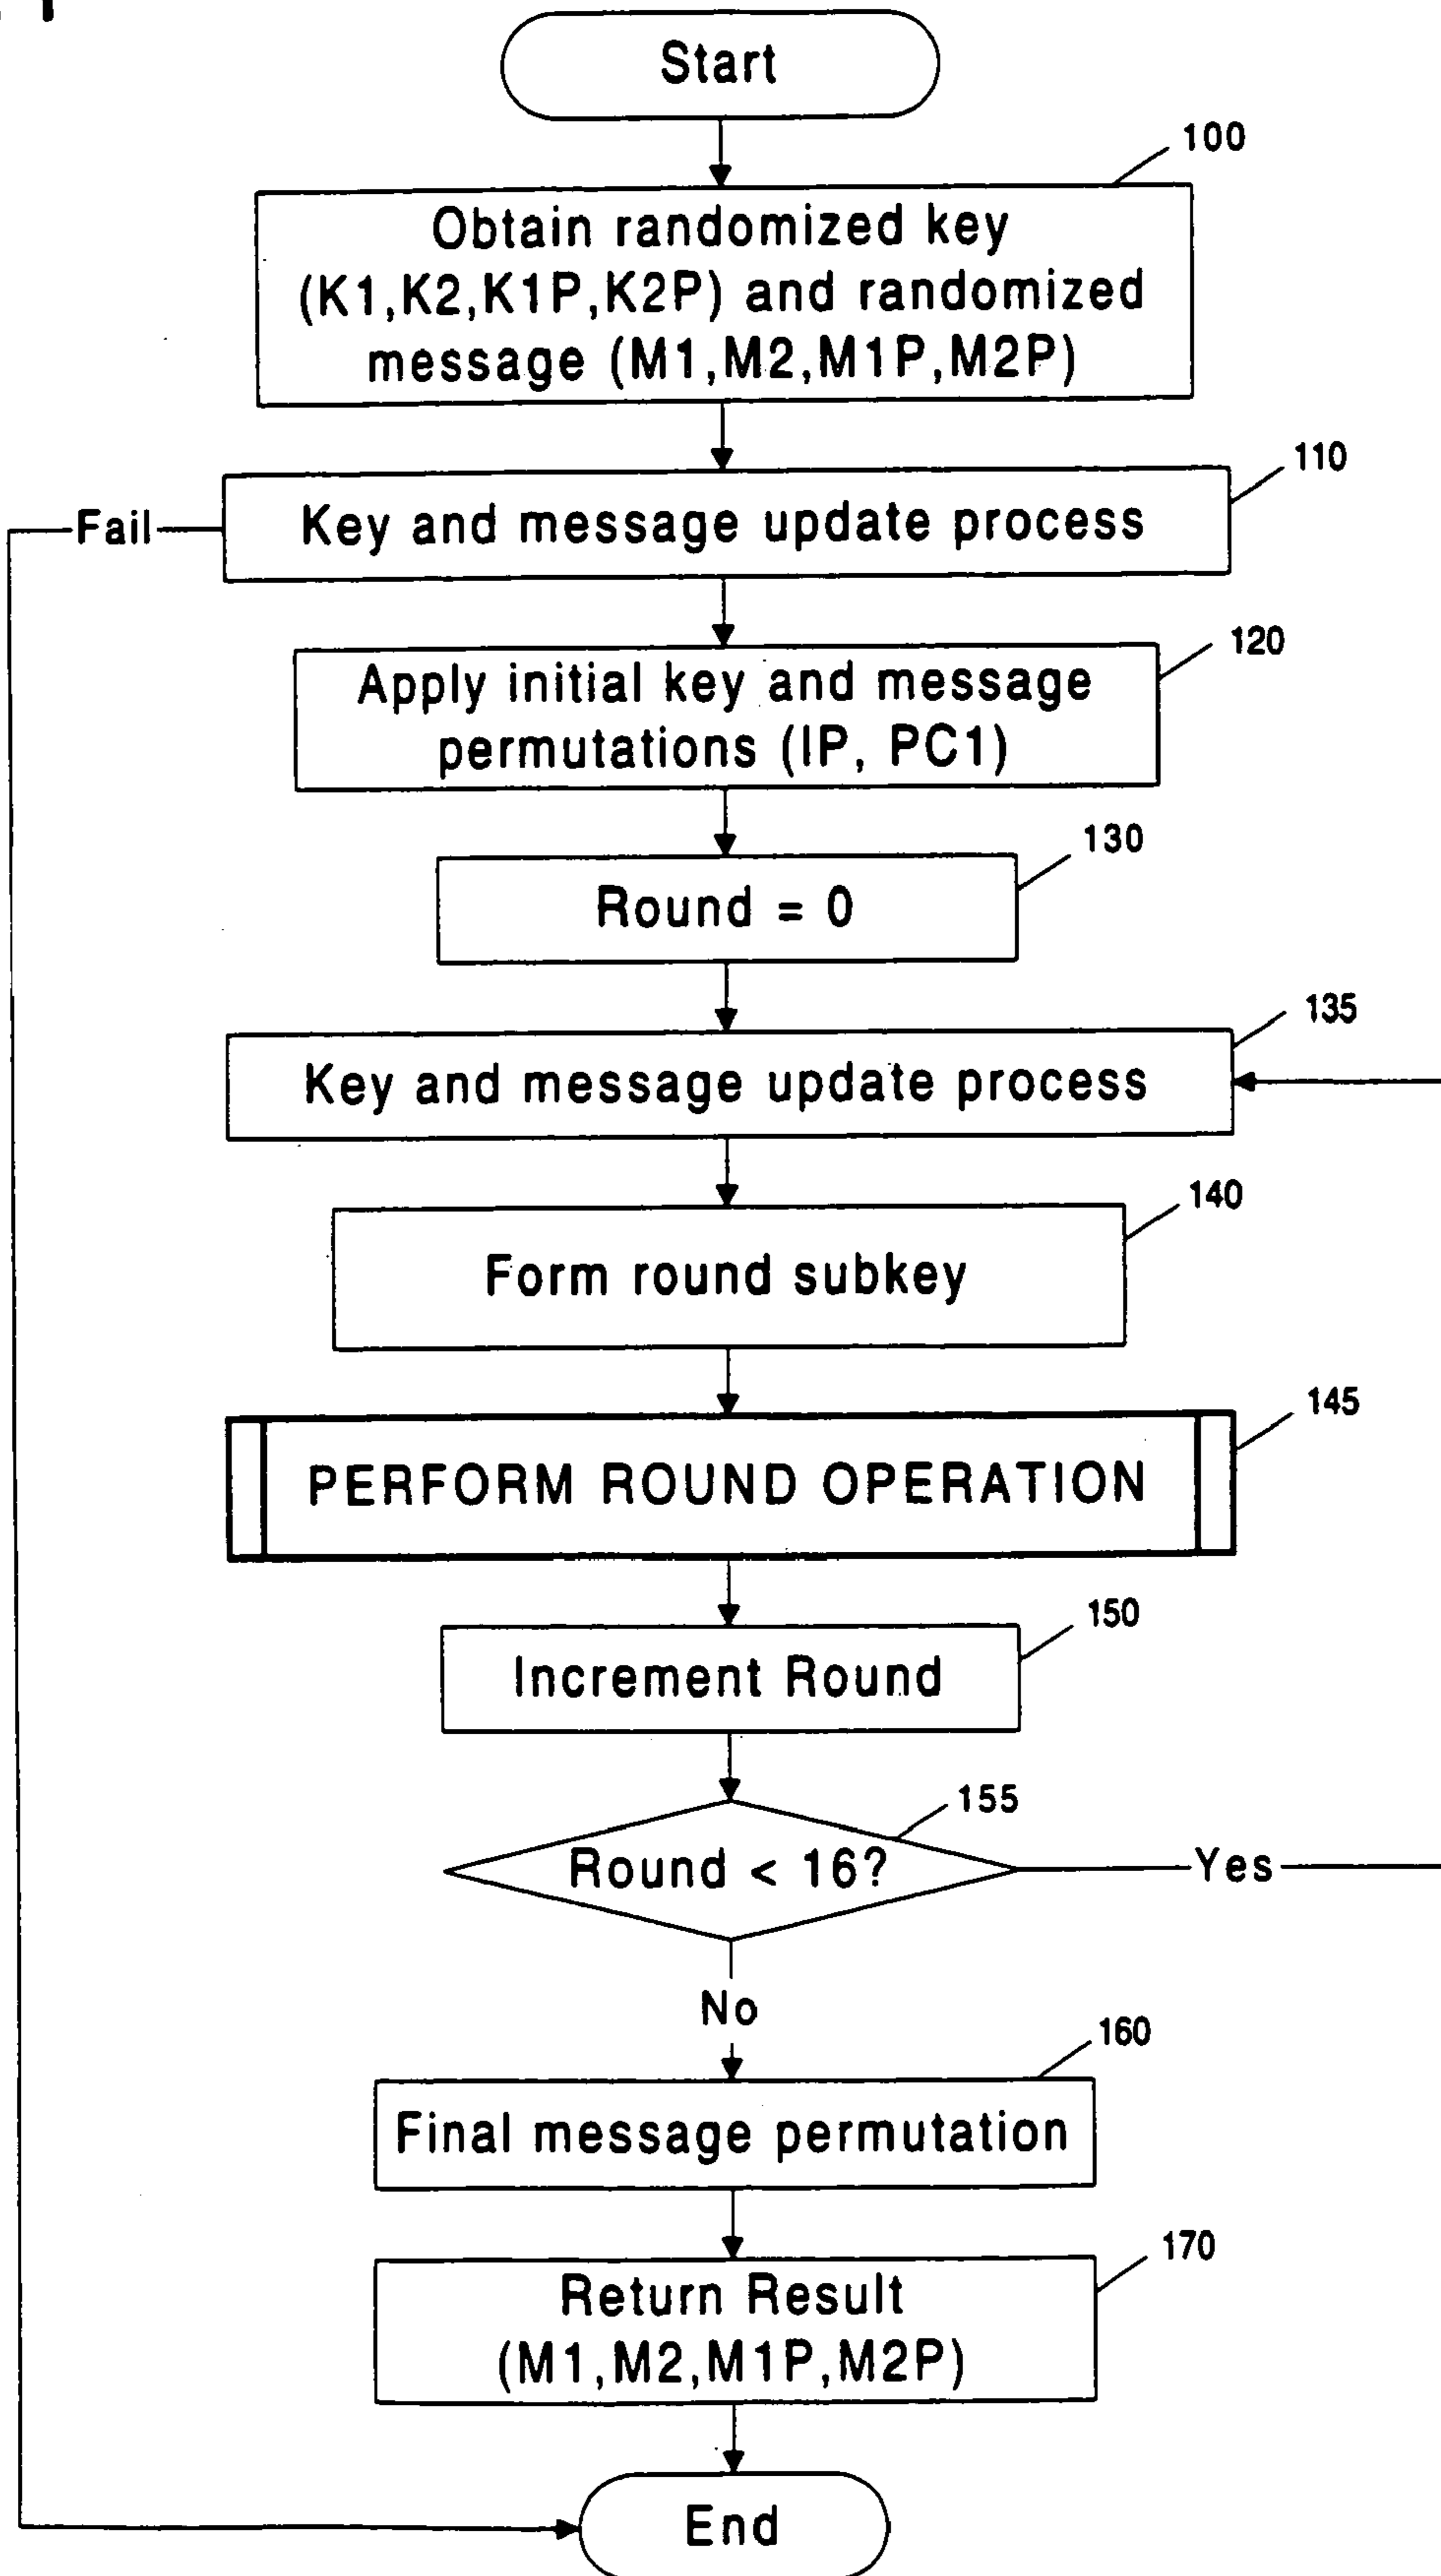 Start
100
Obtain randomized key
(K1,K2,K1P,K2P) and randomized
message (M1,M2,M1P,M2P)
110
Fail
Key and message update process
120
Apply initial key and message
permutations (IP, PC1)
130
Round = 0
135
Key and message update process
140
Form round subkey
145
PERFORM ROUND OPERATION
150
Increment Round
155
Round < 16?
Yes
No
160
Final message permutation
170
Return Result
(M1,M2,M1P,M2P)
End